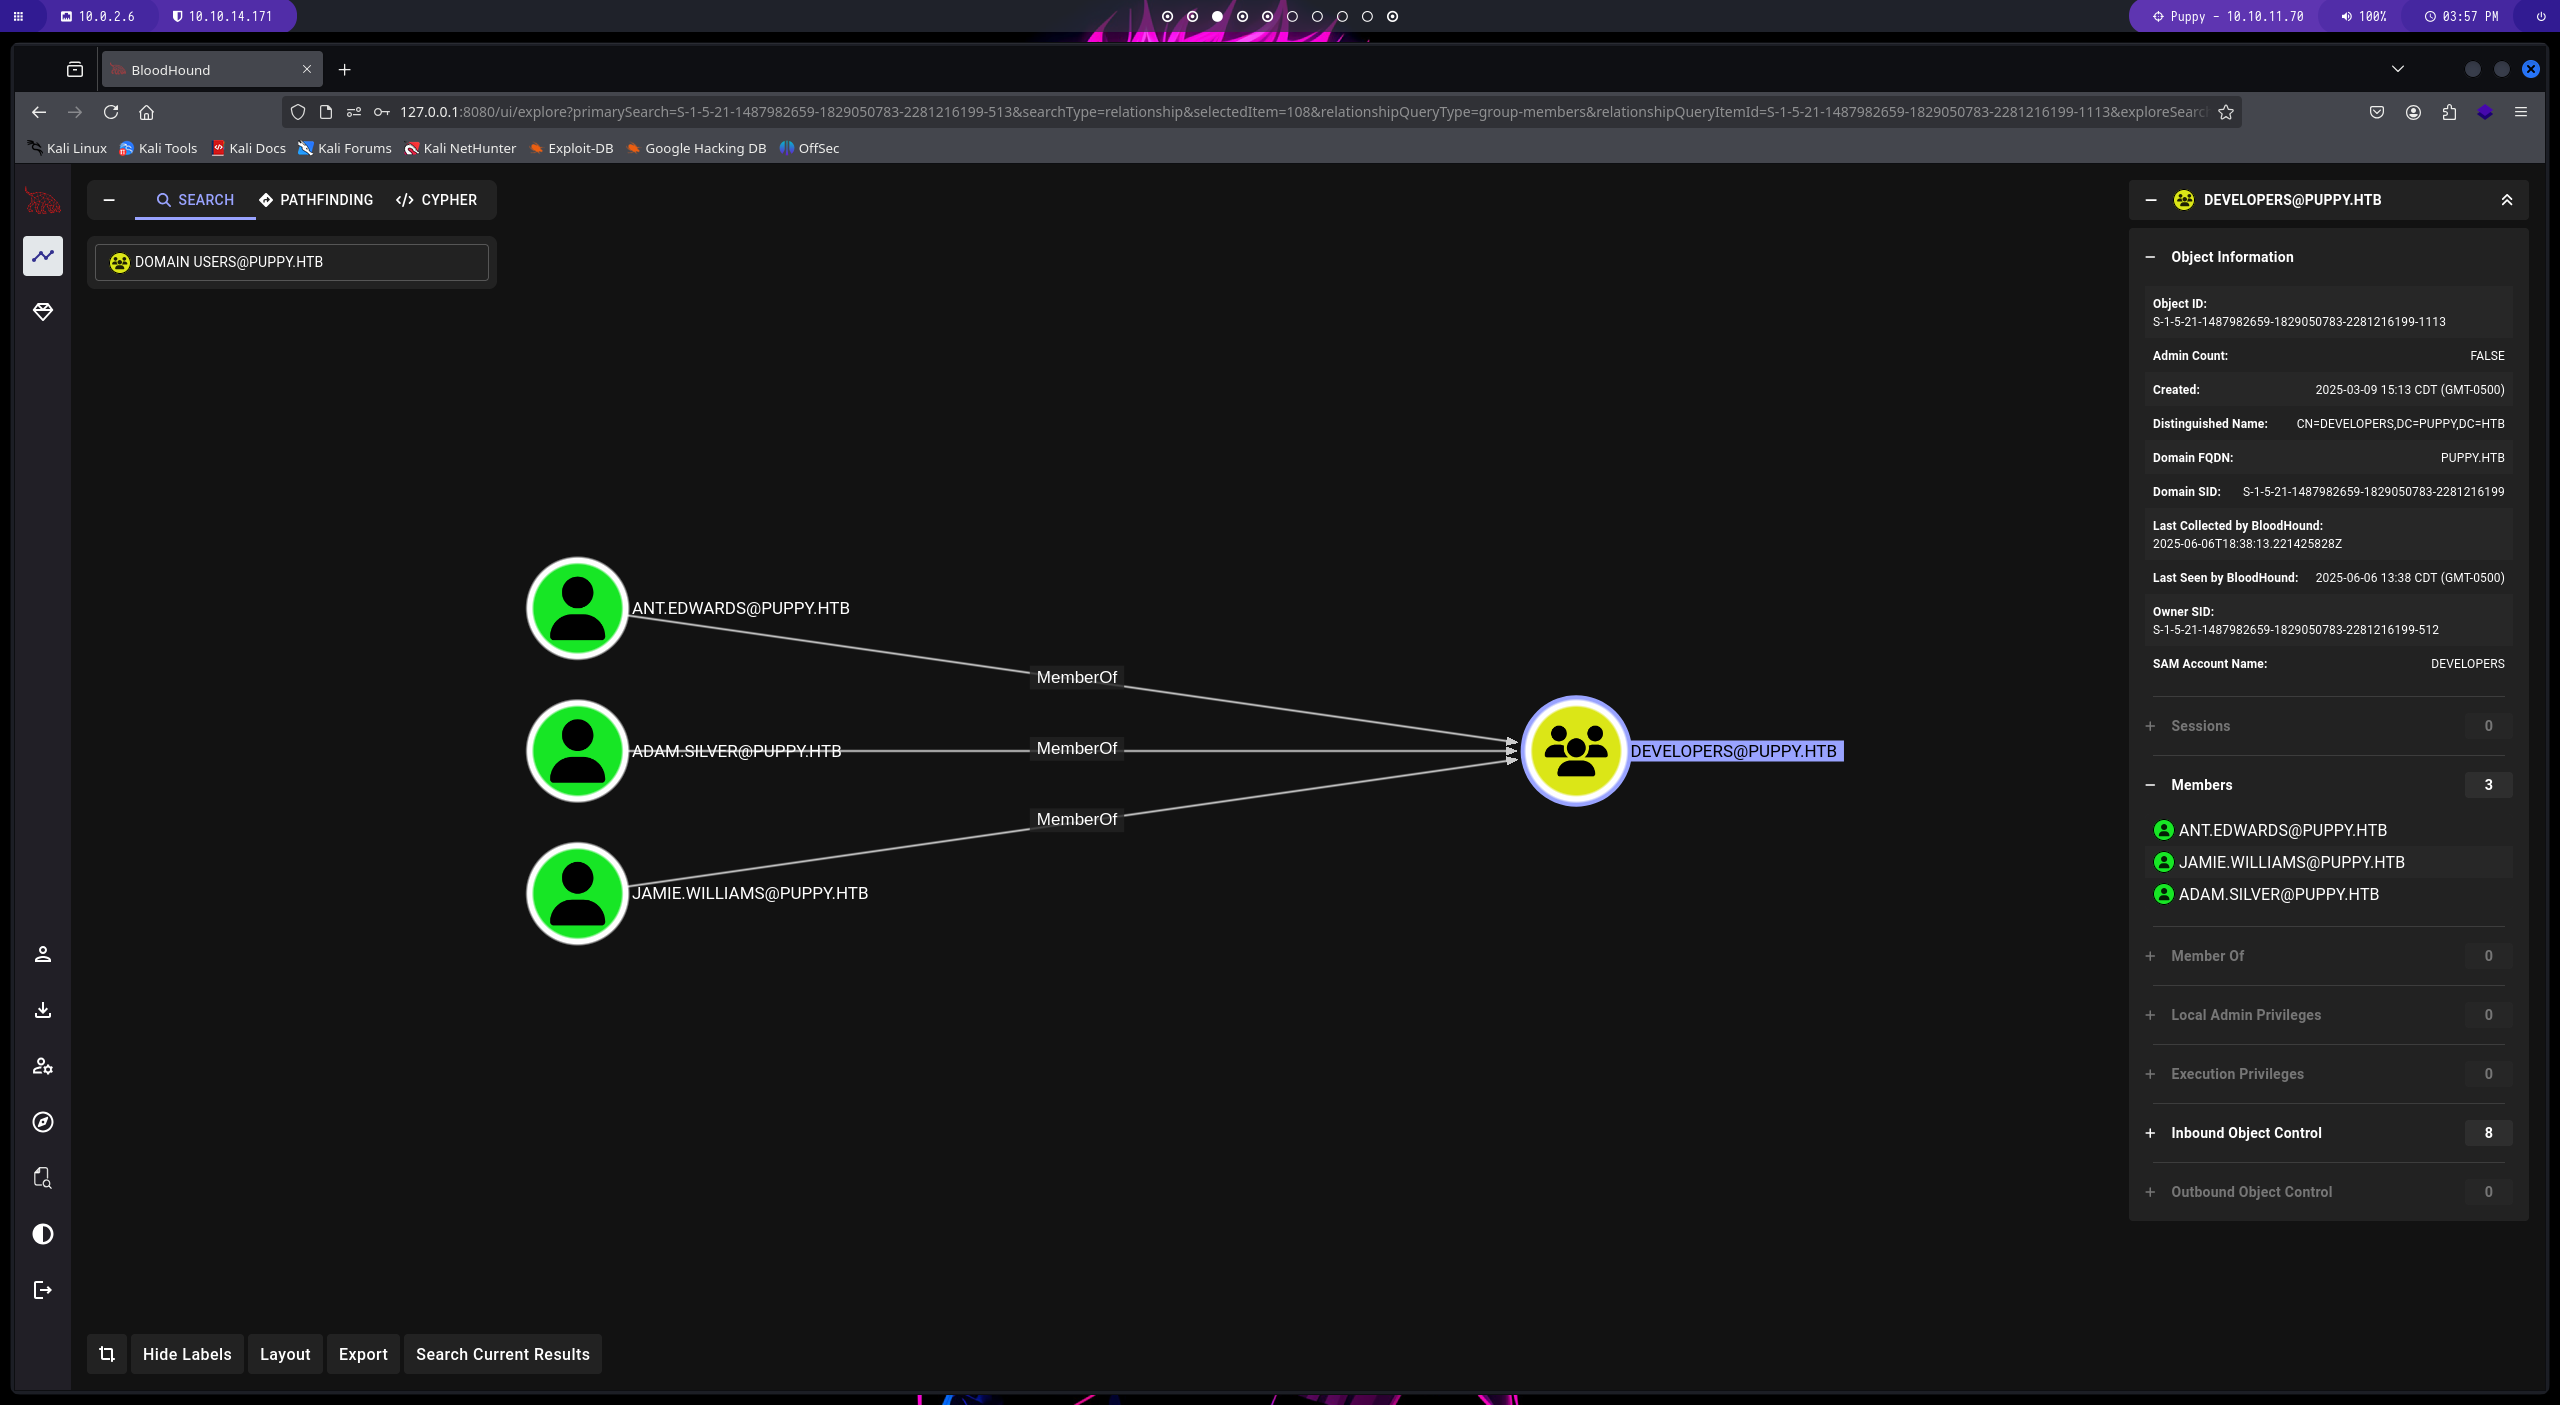 10.0.2.6 10.10.14.171 Puppy - 10.10.11.70 100% 03:57 PM
BloodHound
127.0.0.1:8080/ui/explore?primarySearch=S-1-5-21-1487982659-1829050783-2281216199-513&searchType=relationship&selectedItem=108&relationshipQueryType=group-members&relationshipQueryItemId=S-1-5-21-1487982659-1829050783-2281216199-1113&exploreSearc
Kali Linux Kali Tools Kali Docs Kali Forums Kali NetHunter Exploit-DB Google Hacking DB OffSec
SEARCH PATHFINDING CYPHER
DOMAIN USERS@PUPPY.HTB
ANT.EDWARDS@PUPPY.HTB
MemberOf
ADAM.SILVER@PUPPY.HTB
MemberOf
DEVELOPERS@PUPPY.HTB
MemberOf
JAMIE.WILLIAMS@PUPPY.HTB
DEVELOPERS@PUPPY.HTB
Object Information
Object ID:
S-1-5-21-1487982659-1829050783-2281216199-1113
Admin Count: FALSE
Created: 2025-03-09 15:13 CDT (GMT-0500)
Distinguished Name: CN=DEVELOPERS,DC=PUPPY,DC=HTB
Domain FQDN: PUPPY.HTB
Domain SID: S-1-5-21-1487982659-1829050783-2281216199
Last Collected by BloodHound:
2025-06-06T18:38:13.221425828Z
Last Seen by BloodHound: 2025-06-06 13:38 CDT (GMT-0500)
Owner SID:
S-1-5-21-1487982659-1829050783-2281216199-512
SAM Account Name: DEVELOPERS
Sessions 0
Members 3
ANT.EDWARDS@PUPPY.HTB
JAMIE.WILLIAMS@PUPPY.HTB
ADAM.SILVER@PUPPY.HTB
Member Of 0
Local Admin Privileges 0
Execution Privileges 0
Inbound Object Control 8
Outbound Object Control 0
Hide Labels Layout Export Search Current Results